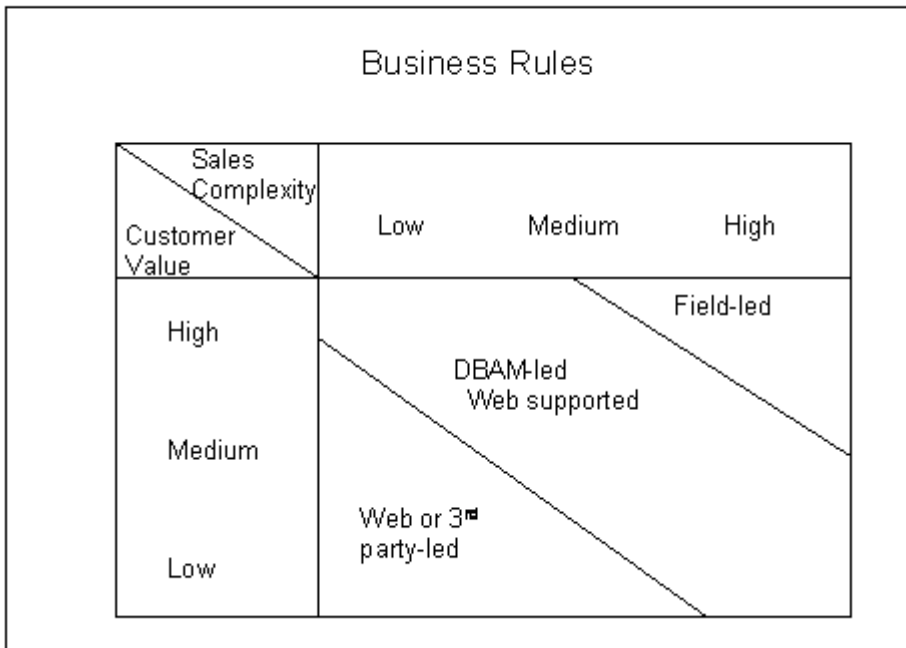 Business Rules
Sales
Complexity
Customer
Value
Low Medium High
High
Medium
Low
Field-led
DBAM-led
Web supported
Web or 3rd
party-led